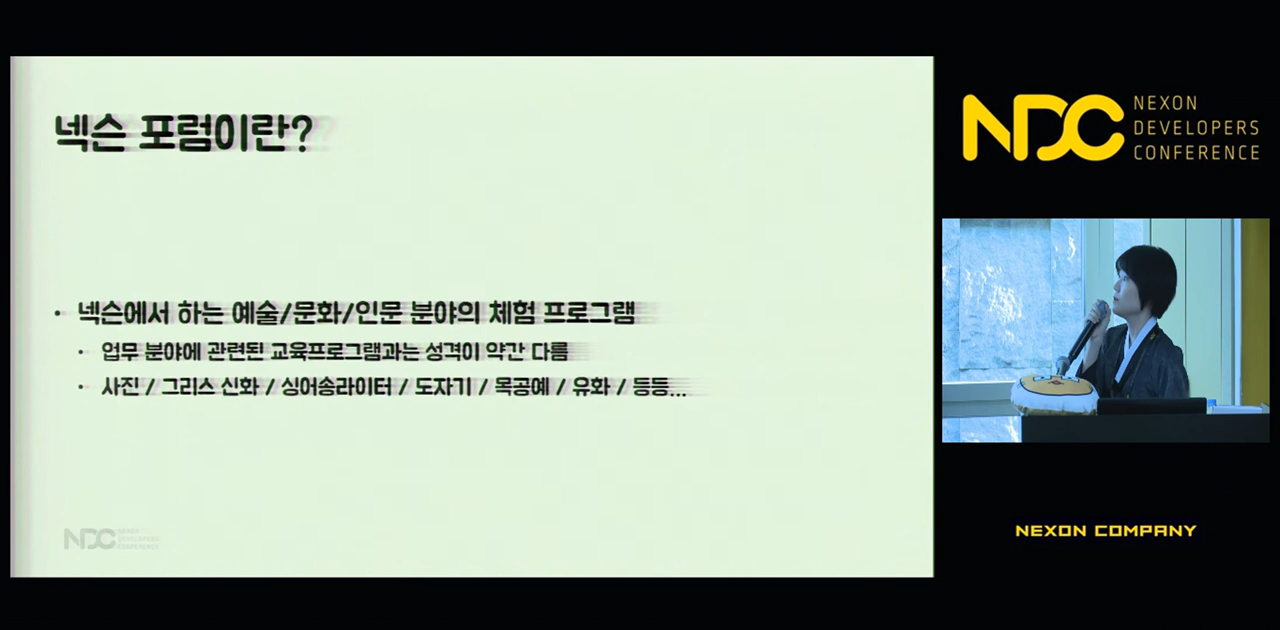 넥슨 포럼이란?
• 넥슨에서 하는 예술/문화/인문 분야의 체험 프로그램
• 업무 분야에 관련된 교육프로그램과는 성격이 약간 다름
• 사진 / 그리스 신화 / 싱어송라이터 / 도자기 / 목공예 / 유화 / 등등...
NDC NEXON
DEVELOPERS
CONFERENCE
NDC NEXON
DEVELOPERS
CONFERENCE
NEXON COMPANY